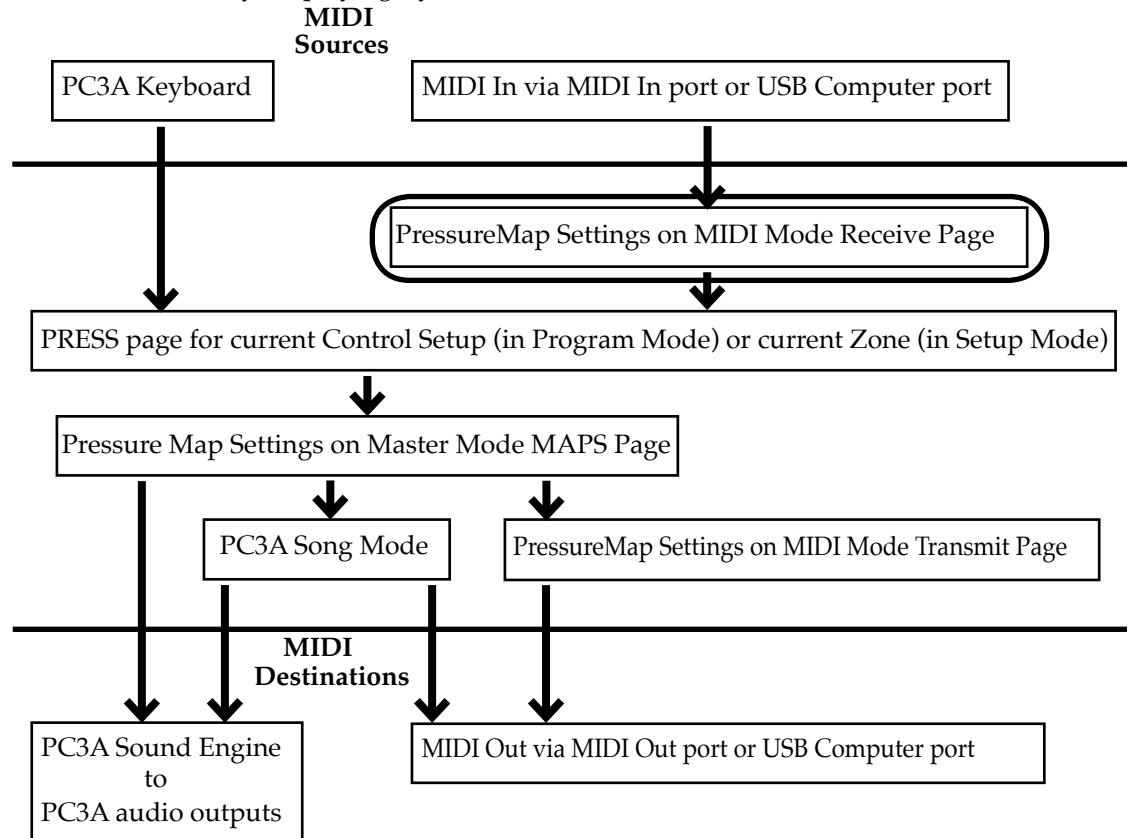 MIDI
Sources
PC3A Keyboard
MIDI In via MIDI In port or USB Computer port
PressureMap Settings on MIDI Mode Receive Page
PRESS page for current Control Setup (in Program Mode) or current Zone (in Setup Mode)
Pressure Map Settings on Master Mode MAPS Page
PC3A Song Mode
PressureMap Settings on MIDI Mode Transmit Page
MIDI
Destinations
PC3A Sound Engine
to
PC3A audio outputs
MIDI Out via MIDI Out port or USB Computer port